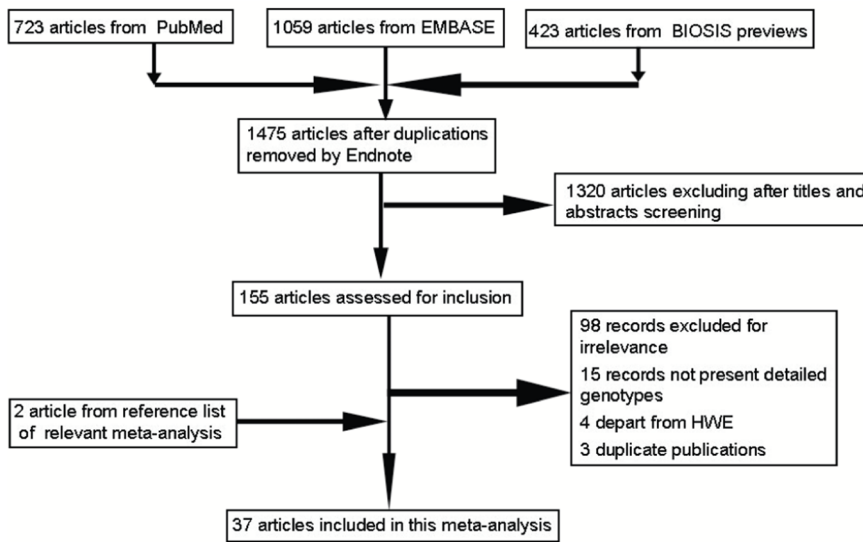 723 articles from PubMed
1059 articles from EMBASE
423 articles from BIOSIS previews
1475 articles after duplications
removed by Endnote
1320 articles excluding after titles and
abstracts screening
155 articles assessed for inclusion
98 records excluded for
irrelevance
15 records not present detailed
genotypes
4 depart from HWE
3 duplicate publications
2 article from reference list
of relevant meta-analysis
37 articles included in this meta-analysis